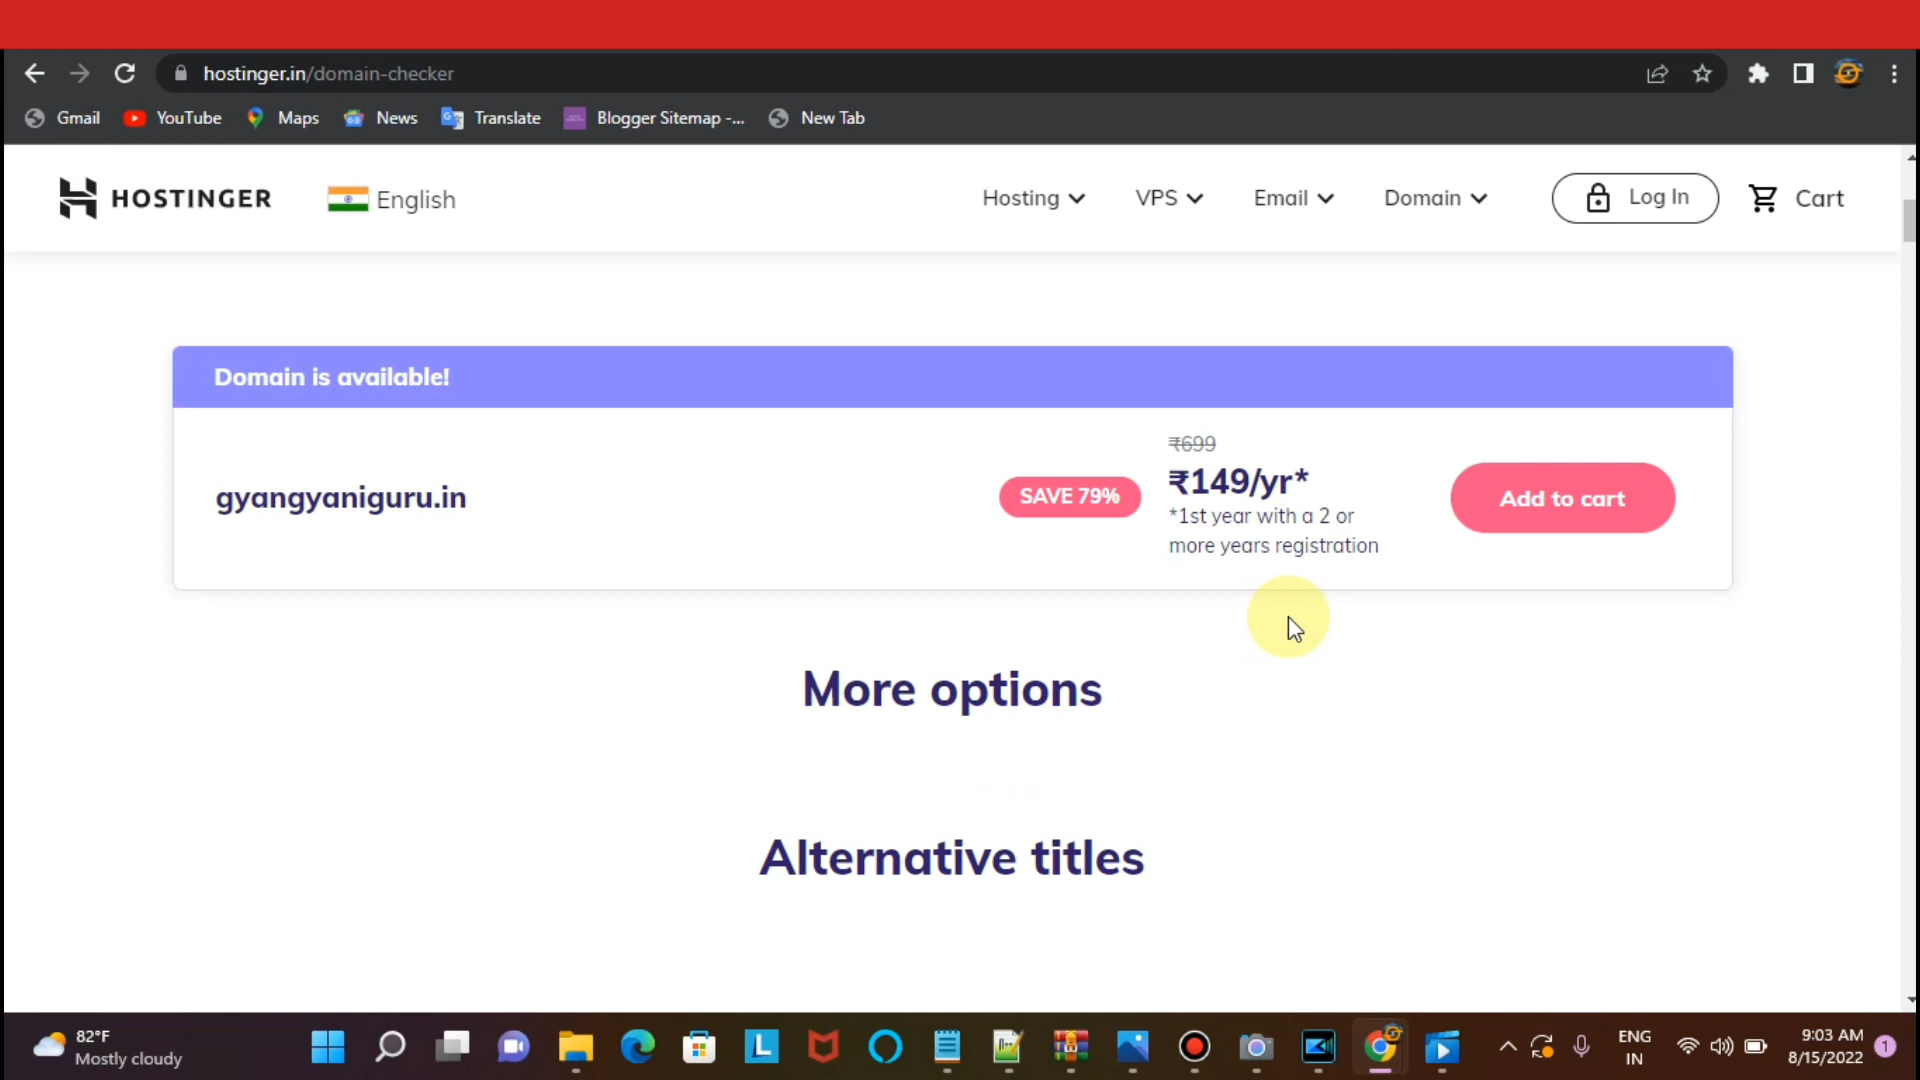 hostinger.in/domain-checker
Gmail YouTube Maps News Translate Blogger Sitemap -... New Tab
HOSTINGER English Hosting VPS Email Domain Log In Cart
Domain is available!
₹699
gyangyaniguru.in SAVE 79% ₹149/yr* Add to cart
*1st year with a 2 or
more years registration
More options
Alternative titles
82°F
Mostly cloudy
ENG
IN
9:03 AM
8/15/2022
1